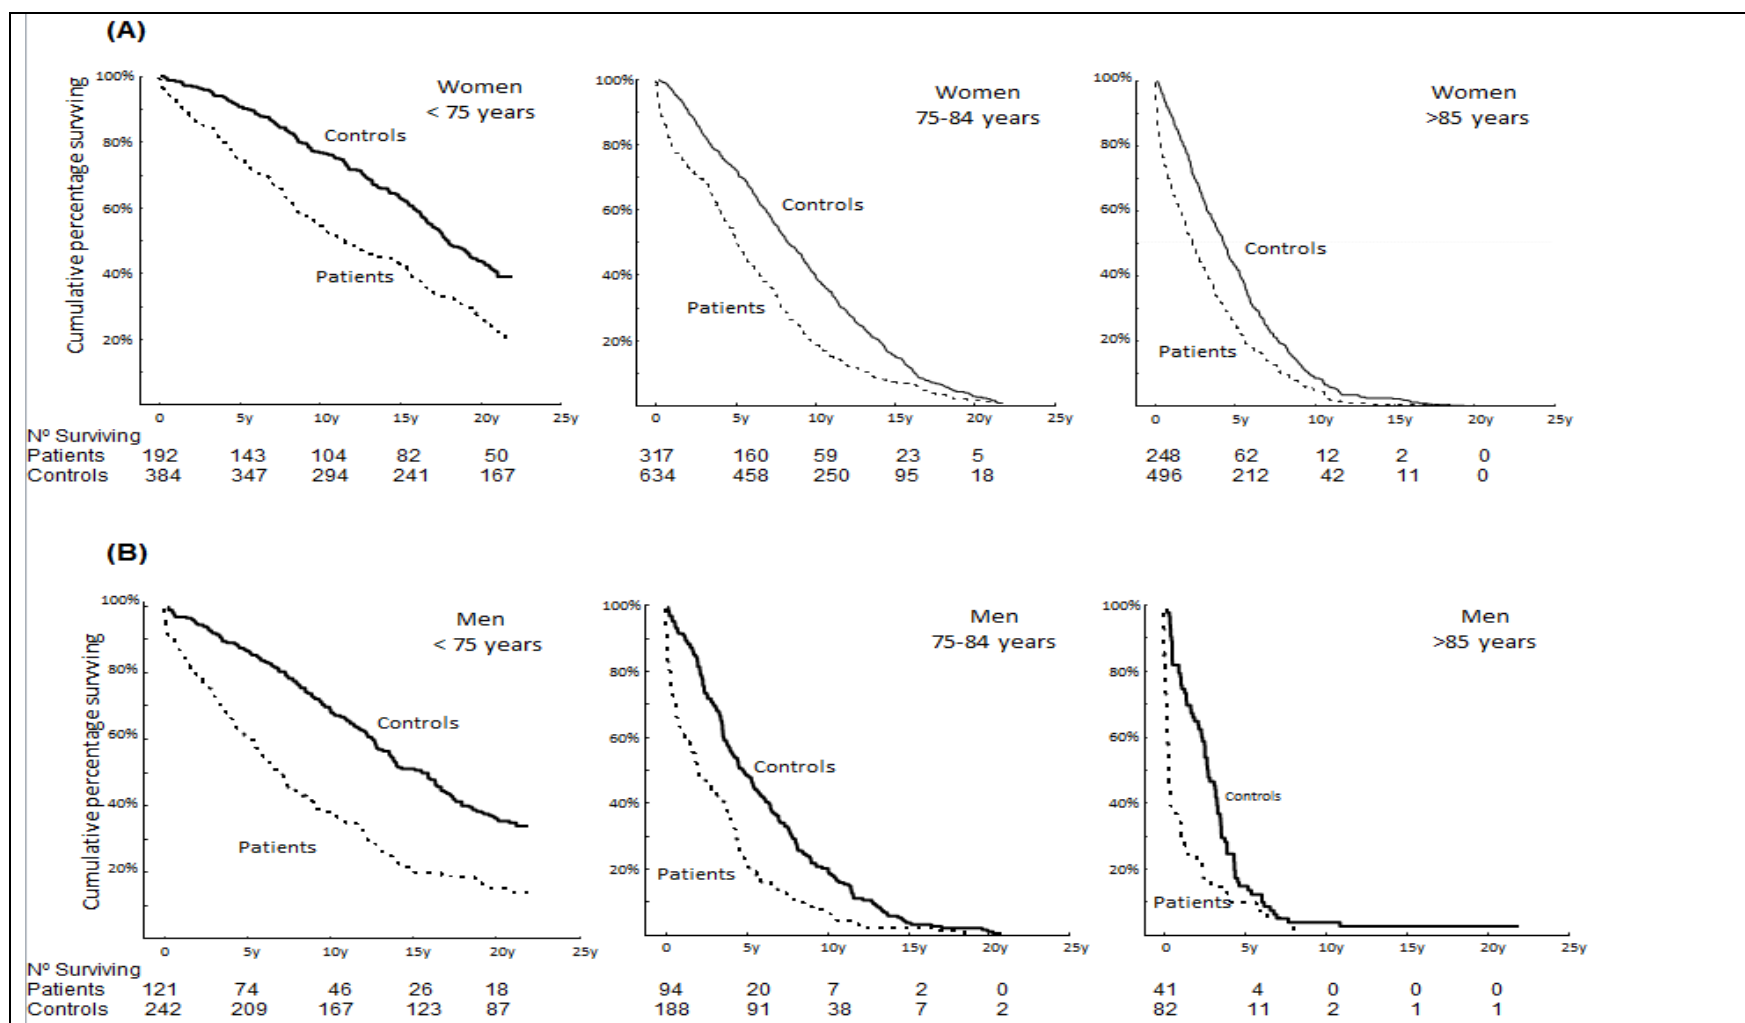 (A)
Cumulative percentage surviving
100%
80%
60%
40%
20%
Women
< 75 years
Controls
Patients
0 5y 10y 15y 20y 25y
100%
80%
60%
40%
20%
Women
75-84 years
Controls
Patients
0 5y 10y 15y 20y 25y
100%
80%
60%
40%
20%
Women
>85 years
Controls
Patients
0 5y 10y 15y 20y 25y
Nº Surviving
Patients 192 143 104 82 50 317 160 59 23 5 248 62 12 2 0
Controls 384 347 294 241 167 634 458 250 95 18 496 212 42 11 0
(B)
Cumulative percentage surviving
100%
80%
60%
40%
20%
Men
< 75 years
Controls
Patients
0 5y 10y 15y 20y 25y
100%
80%
60%
40%
20%
Men
75-84 years
Controls
Patients
0 5y 10y 15y 20y 25y
100%
80%
60%
40%
20%
Men
>85 years
Controls
Patients
0 5y 10y 15y 20y 25y
Nº Surviving
Patients 121 74 46 26 18 94 20 7 2 0 41 4 0 0 0
Controls 242 209 167 123 87 188 91 38 7 2 82 11 2 1 1